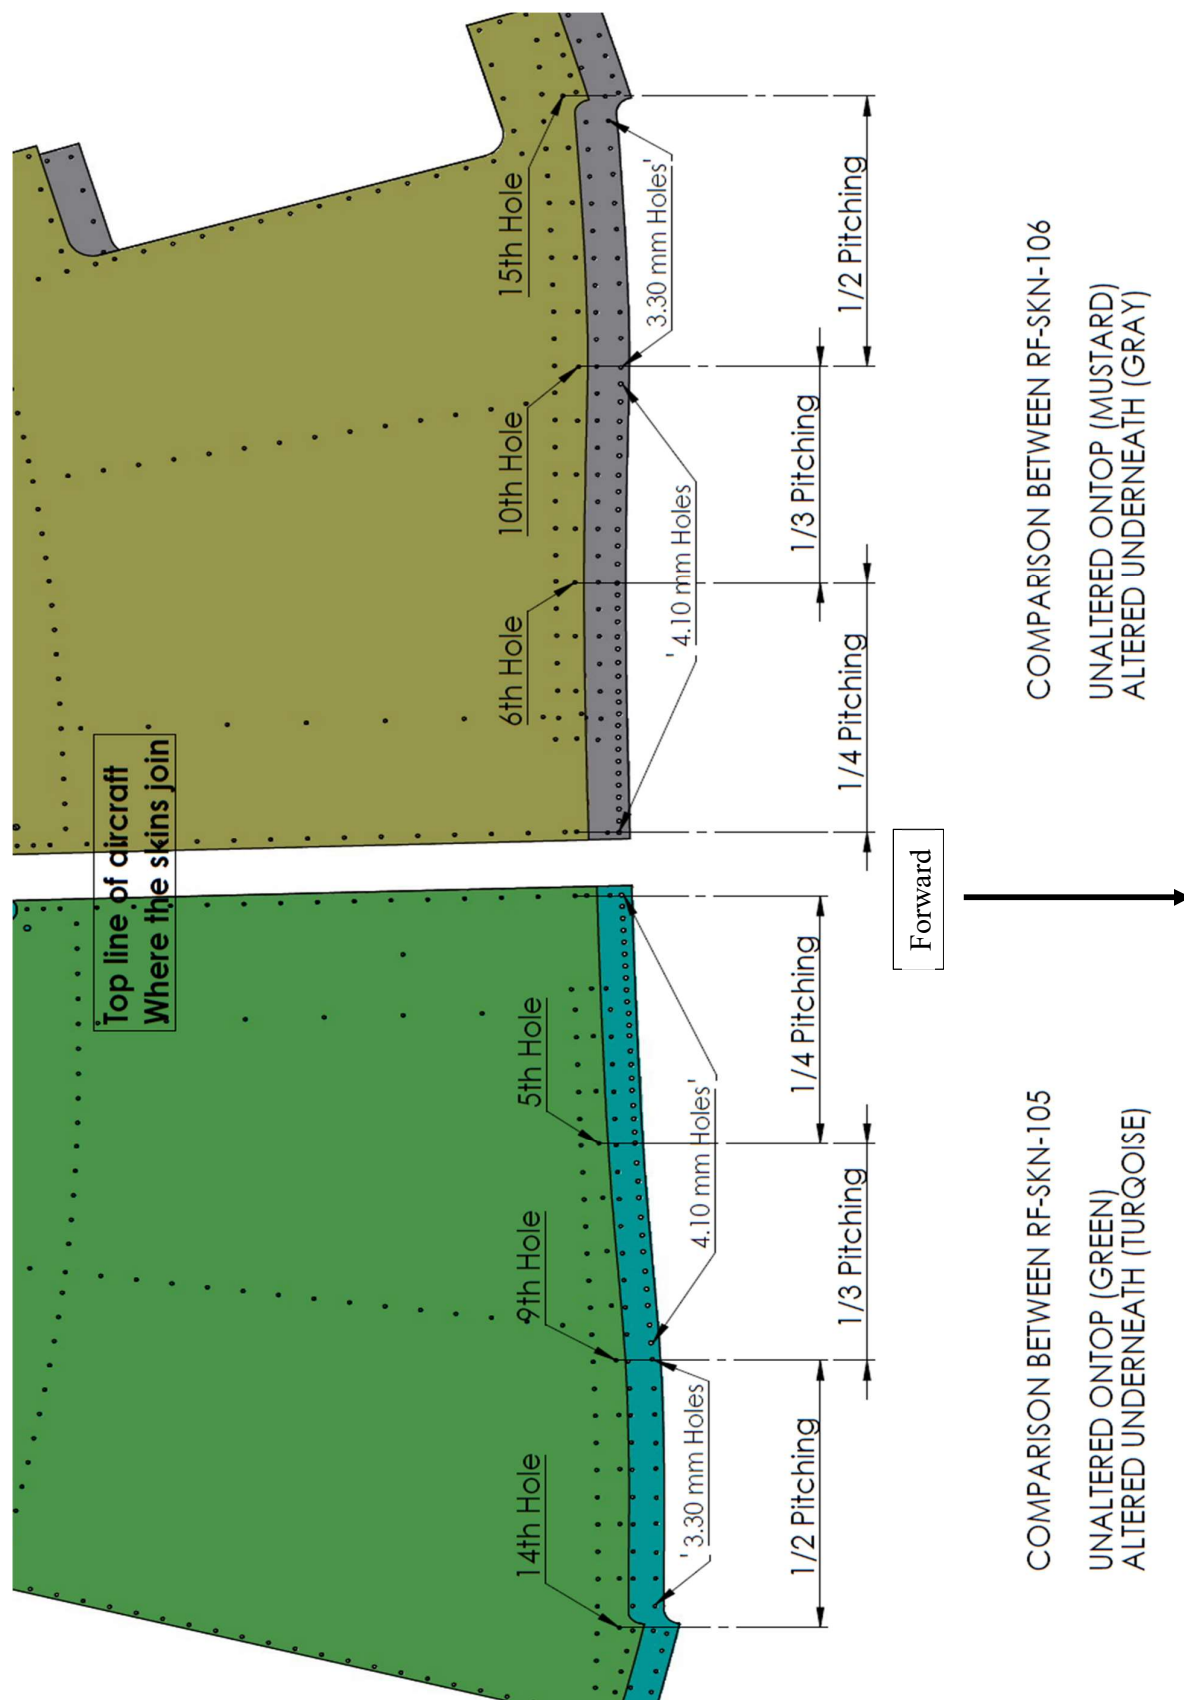 15th Hole
3.30 mm Holes'
1/2 Pitching
10th Hole
1/3 Pitching
' 4.10 mm Holes
6th Hole
1/4 Pitching
COMPARISON BETWEEN RF-SKN-106
UNALTERED ONTOP (MUSTARD)
ALTERED UNDERNEATH (GRAY)
Top line of aircraft
Where the skins join
Forward
5th Hole
1/4 Pitching
4.10 mm Holes'
9th Hole
1/3 Pitching
14th Hole
' 3.30 mm Holes
1/2 Pitching
COMPARISON BETWEEN RF-SKN-105
UNALTERED ONTOP (GREEN)
ALTERED UNDERNEATH (TURQOISE)